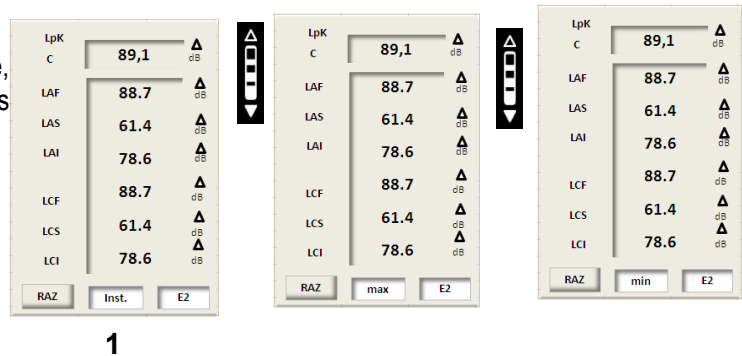 e,
s
LpK
C 89,1 dB
LAF 88.7 dB
LAS 61.4 dB
LAI 78.6 dB
LCF 88.7 dB
LCS 61.4 dB
LCI 78.6 dB
RAZ Inst. E2
1
LpK
C 89,1 dB
LAF 88.7 dB
LAS 61.4 dB
LAI 78.6 dB
LCF 88.7 dB
LCS 61.4 dB
LCI 78.6 dB
RAZ max E2
LpK
C 89,1 dB
LAF 88.7 dB
LAS 61.4 dB
LAI 78.6 dB
LCF 88.7 dB
LCS 61.4 dB
LCI 78.6 dB
RAZ min E2